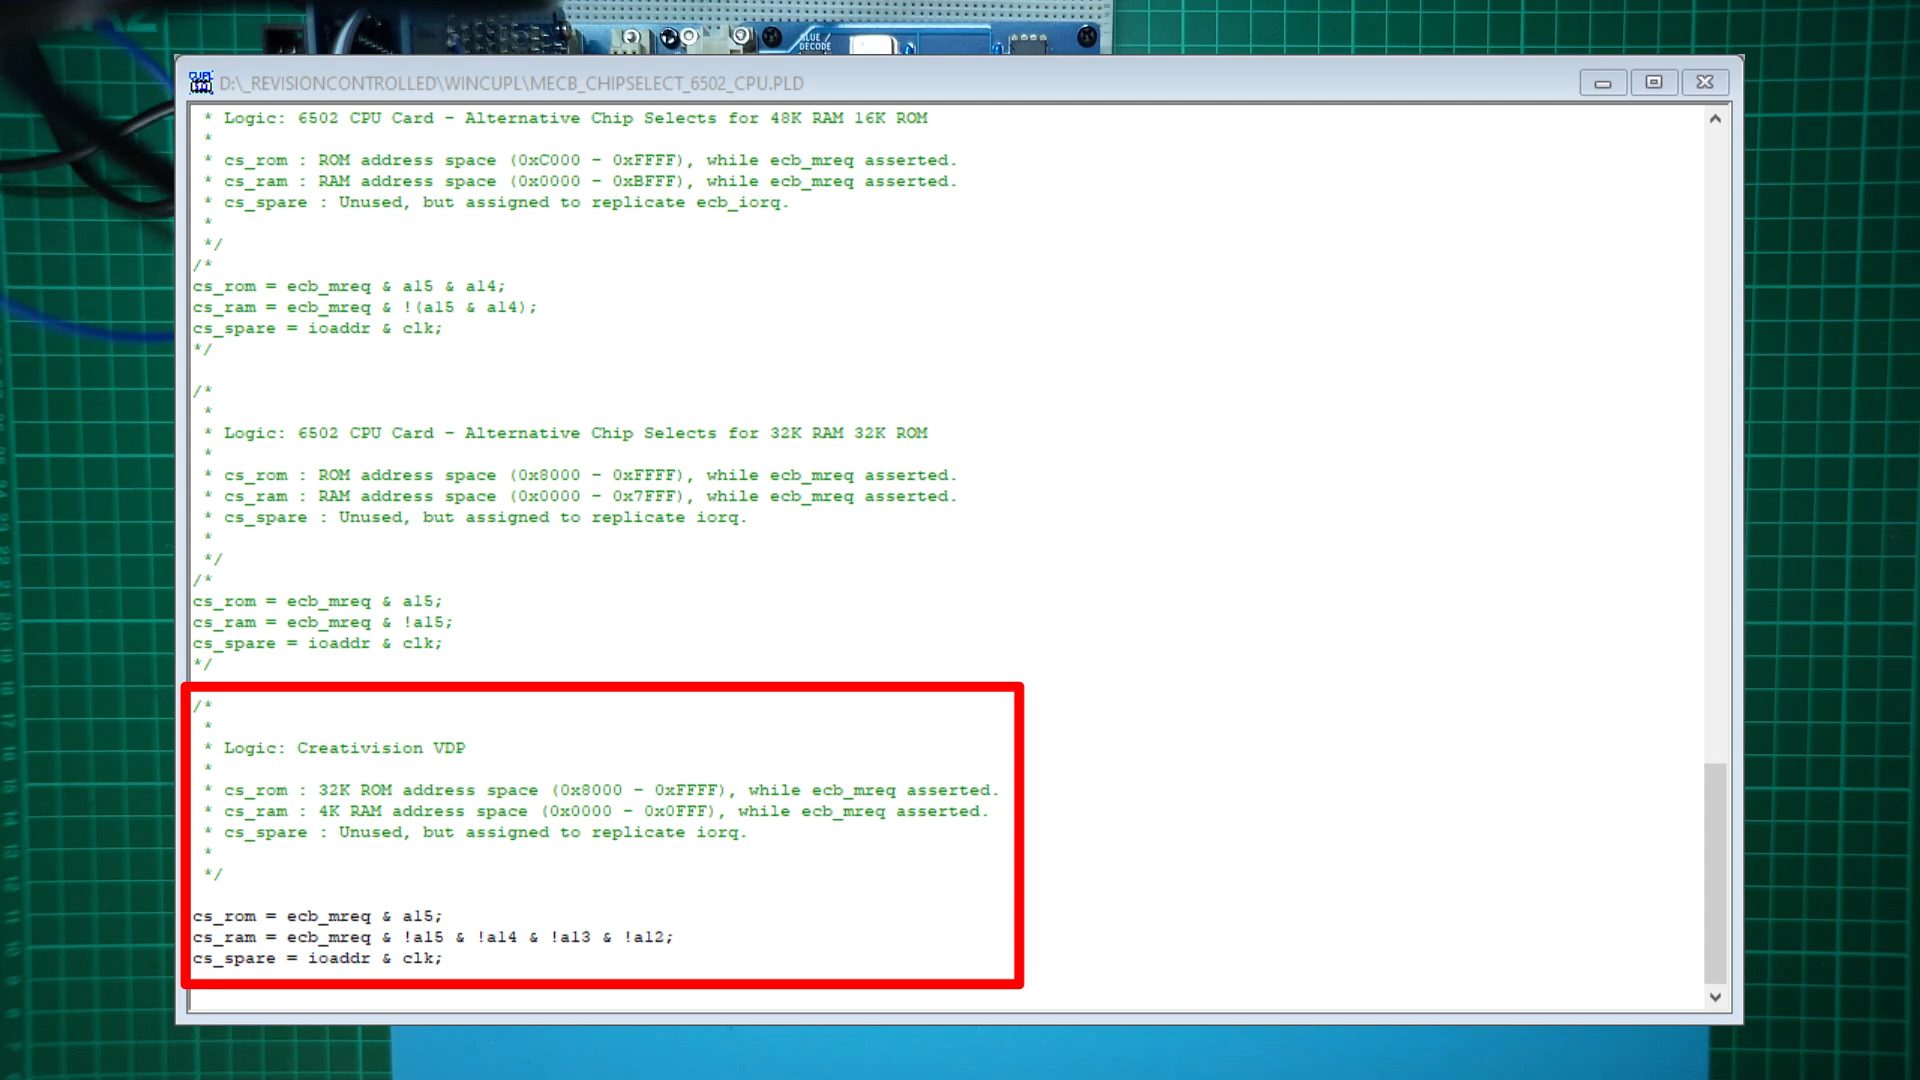 BLUE /
DECODE
D:\_REVISIONCONTROLLED\WINCUPL\MECB_CHIPSELECT_6502_CPU.PLD
* Logic: 6502 CPU Card - Alternative Chip Selects for 48K RAM 16K ROM
*
* cs_rom : ROM address space (0xC000 - 0xFFFF), while ecb_mreq asserted.
* cs_ram : RAM address space (0x0000 - 0xBFFF), while ecb_mreq asserted.
* cs_spare : Unused, but assigned to replicate ecb_iorq.
*
*/
/*
cs_rom = ecb_mreq & a15 & a14;
cs_ram = ecb_mreq & !(a15 & a14);
cs_spare = ioaddr & clk;
*/
/*
*
* Logic: 6502 CPU Card - Alternative Chip Selects for 32K RAM 32K ROM
*
* cs_rom : ROM address space (0x8000 - 0xFFFF), while ecb_mreq asserted.
* cs_ram : RAM address space (0x0000 - 0x7FFF), while ecb_mreq asserted.
* cs_spare : Unused, but assigned to replicate iorq.
*
*/
/*
cs_rom = ecb_mreq & a15;
cs_ram = ecb_mreq & !a15;
cs_spare = ioaddr & clk;
*/
/*
*
* Logic: Creativision VDP
*
* cs_rom : 32K ROM address space (0x8000 - 0xFFFF), while ecb_mreq asserted.
* cs_ram : 4K RAM address space (0x0000 - 0x0FFF), while ecb_mreq asserted.
* cs_spare : Unused, but assigned to replicate iorq.
*
*/
cs_rom = ecb_mreq & a15;
cs_ram = ecb_mreq & !a15 & !a14 & !a13 & !a12;
cs_spare = ioaddr & clk;